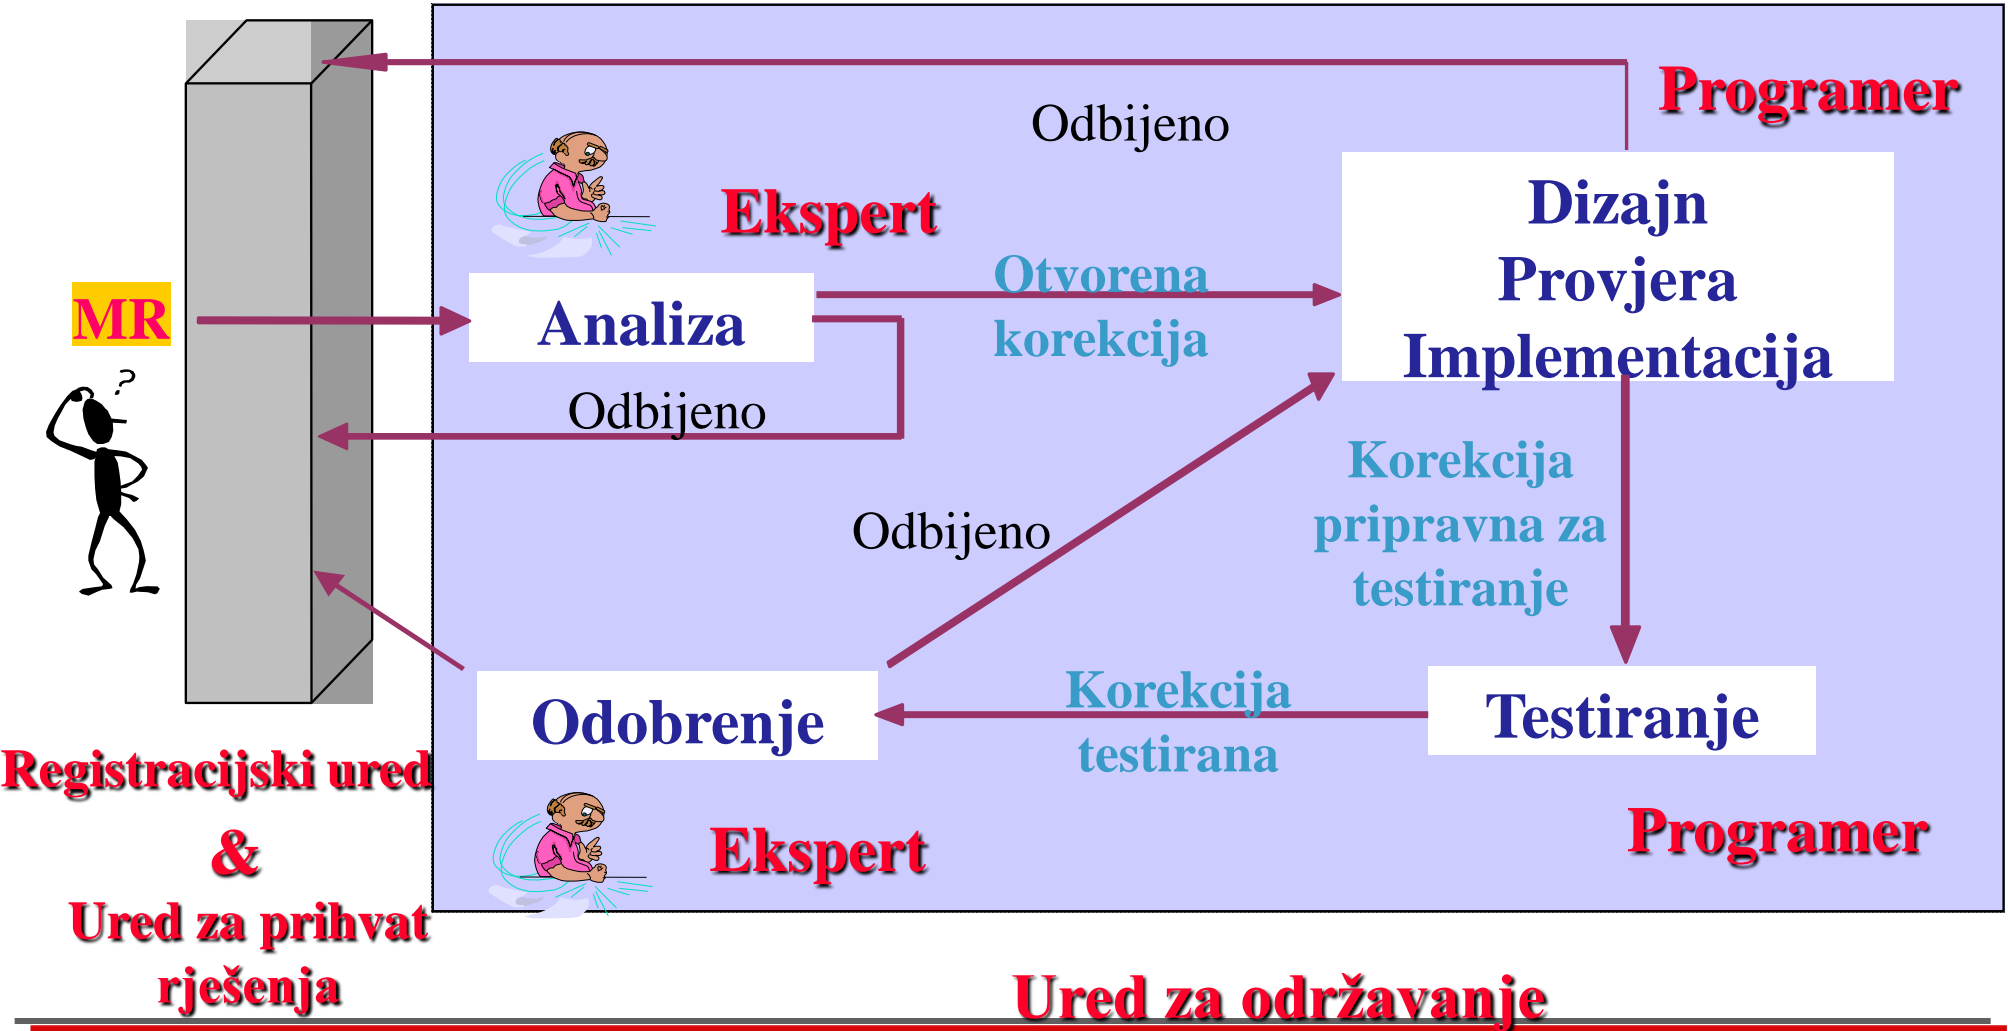 Programer
Odbijeno
Ekspert
Dizajn
Provjera
Implementacija
MR
Analiza
Otvorena
korekcija
?
Odbijeno
Odbijeno
Korekcija
pripravna za
testiranje
Odobrenje
Korekcija
testirana
Testiranje
Registracijski ured
&
Ured za prihvat
rješenja
Ekspert
Programer
Ured za održavanje